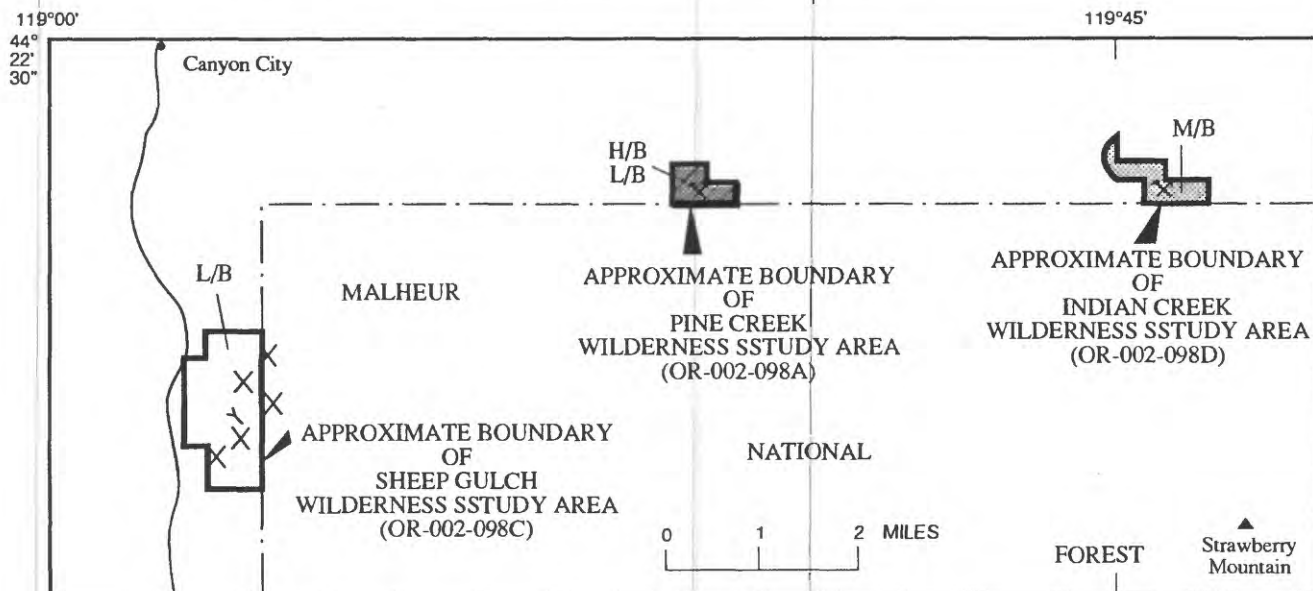 119°00'
119°45'
44°
22'
30"
Canyon City
H/B
L/B
M/B
L/B
MALHEUR
APPROXIMATE BOUNDARY
OF
PINE CREEK
WILDERNESS SSTUDY AREA
(OR-002-098A)
APPROXIMATE BOUNDARY
OF
INDIAN CREEK
WILDERNESS SSTUDY AREA
(OR-002-098D)
APPROXIMATE BOUNDARY
OF
SHEEP GULCH
WILDERNESS SSTUDY AREA
(OR-002-098C)
NATIONAL
0 1 2 MILES
FOREST
Strawberry
Mountain